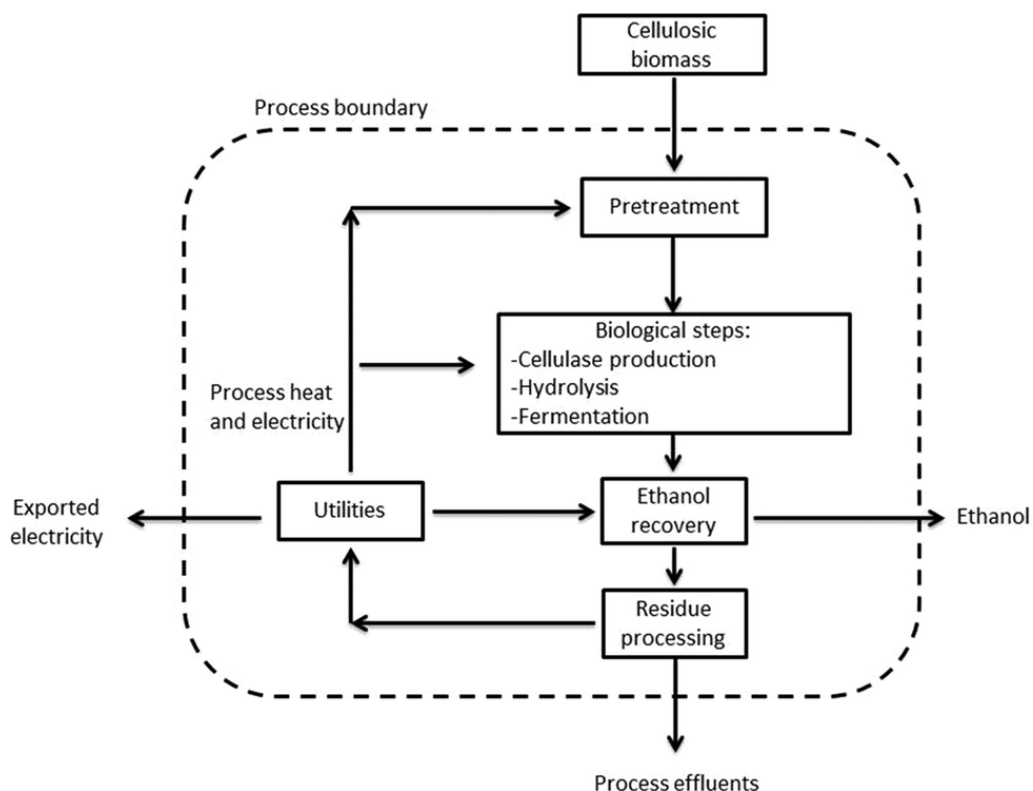 Cellulosic
biomass
Process boundary
Pretreatment
Biological steps:
-Cellulase production
-Hydrolysis
-Fermentation
Process heat
and electricity
Exported
electricity
Utilities
Ethanol
recovery
Ethanol
Residue
processing
Process effluents